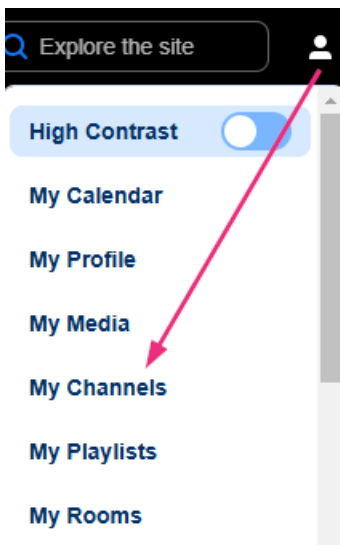 Explore the site
High Contrast
My Calendar
My Profile
My Media
My Channels
My Playlists
My Rooms